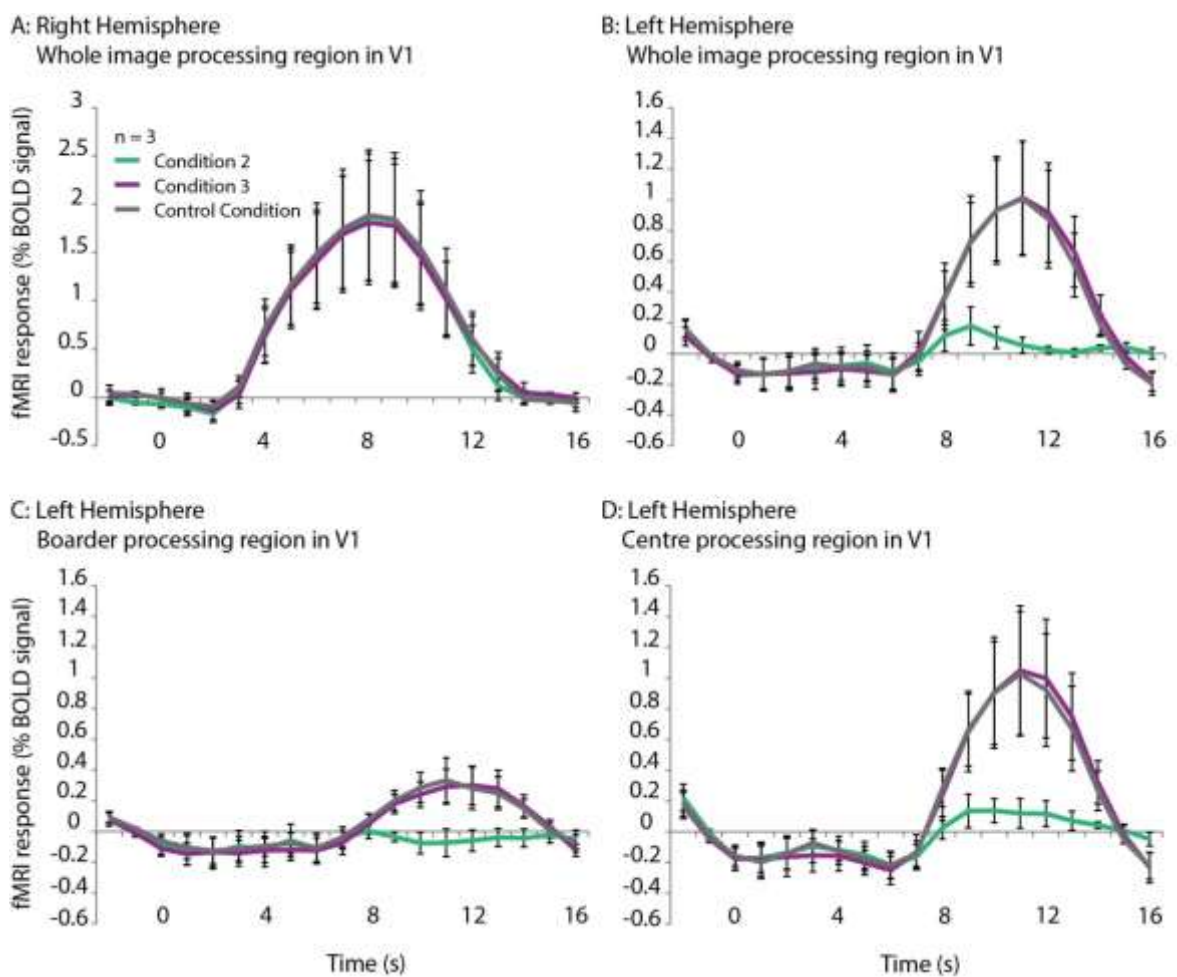 A: Right Hemisphere
Whole image processing region in V1
fMRI response (% BOLD signal)
3
2.5
2
1.5
1
0.5
0
-0.5
n = 3
Condition 2
Condition 3
Control Condition
0 4 8 12 16
B: Left Hemisphere
Whole image processing region in V1
1.6
1.4
1.2
1
0.8
0.6
0.4
0.2
0
-0.2
-0.4
-0.6
0 4 8 12 16
C: Left Hemisphere
Boarder processing region in V1
fMRI response (% BOLD signal)
1.6
1.4
1.2
1
0.8
0.6
0.4
0.2
0
-0.2
-0.4
-0.6
0 4 8 12 16
Time (s)
D: Left Hemisphere
Centre processing region in V1
1.6
1.4
1.2
1
0.8
0.6
0.4
0.2
0
-0.2
-0.4
-0.6
0 4 8 12 16
Time (s)